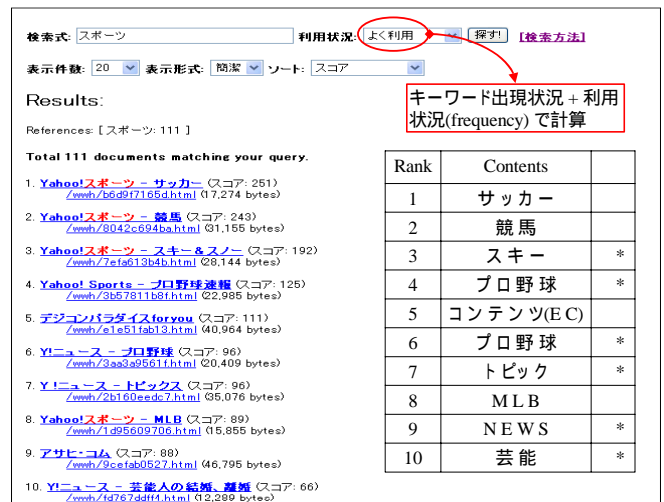 検索式: スポーツ 利用状況: よく利用 探す! [検索方法]
表示件数: 20 表示形式: 簡潔 ソート: スコア
キーワード出現状況 + 利用
状況(frequency) で計算
Results:
References: [ スポーツ: 111 ]
Total 111 documents matching your query.
1. Yahoo!スポーツ - サッカー (スコア: 251)
/wwwh/b6d9f7165d.html (17,274 bytes)
2. Yahoo!スポーツ - 競馬 (スコア: 243)
/wwwh/8042c694ba.html (31,155 bytes)
3. Yahoo!スポーツ - スキー&スノー (スコア: 192)
/wwwh/7efa613b4b.html (28,144 bytes)
4. Yahoo! Sports - プロ野球速報 (スコア: 125)
/wwwh/3b57811b8f.html (22,985 bytes)
5. デジコンパラダイスforyou (スコア: 111)
/wwwh/e1e51fab13.html (40,964 bytes)
6. Y!ニュース - プロ野球 (スコア: 96)
/wwwh/3aa3a9561f.html (20,409 bytes)
7. Y !ニュース - トピックス (スコア: 96)
/wwwh/2b160eedc7.html (35,076 bytes)
8. Yahoo!スポーツ - MLB (スコア: 89)
/wwwh/1d95609706.html (15,855 bytes)
9. アサヒ・コム (スコア: 88)
/wwwh/9cefab0527.html (46,795 bytes)
10. Y!ニュース - 芸能人の結婚、離婚 (スコア: 66)
/wwwh/fd767ddff4.html (12,289 bytes)
Rank Contents
1 サッカー
2 競馬
3 スキー *
4 プロ野球 *
5 コンテンツ(EC)
6 プロ野球 *
7 トピック *
8 MLB
9 NEWS *
10 芸能 *